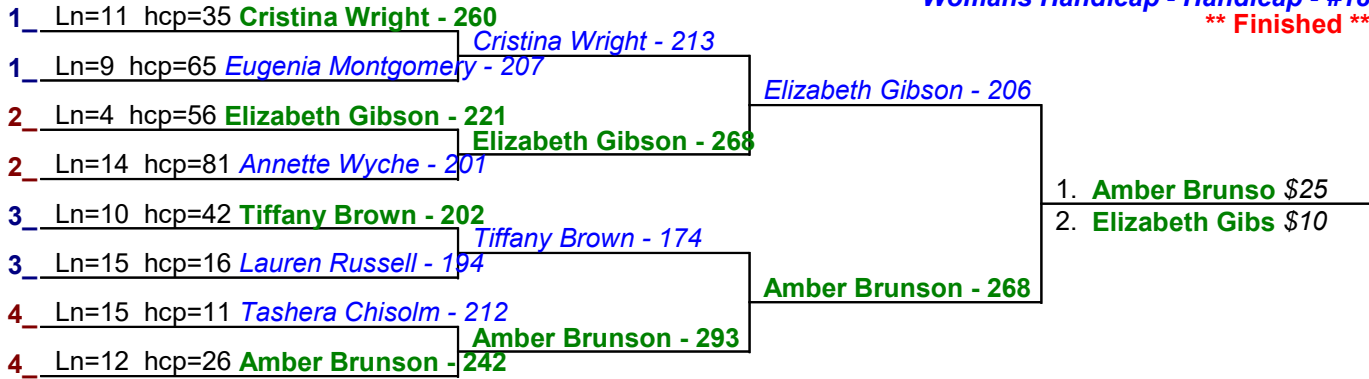 Womans Handicap - Handicap - #16
** Finished **
1_ Ln=11 hcp=35 Cristina Wright - 260
Cristina Wright - 213
1_ Ln=9 hcp=65 Eugenia Montgomery - 207
Elizabeth Gibson - 206
2_ Ln=4 hcp=56 Elizabeth Gibson - 221
Elizabeth Gibson - 268
2_ Ln=14 hcp=81 Annette Wyche - 201
1. Amber Brunso $25
2. Elizabeth Gibs $10
3_ Ln=10 hcp=42 Tiffany Brown - 202
Tiffany Brown - 174
3_ Ln=15 hcp=16 Lauren Russell - 194
Amber Brunson - 268
4_ Ln=15 hcp=11 Tashera Chisolm - 212
Amber Brunson - 293
4_ Ln=12 hcp=26 Amber Brunson - 242